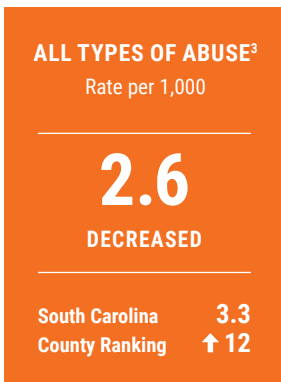 ALL TYPES OF ABUSE³
Rate per 1,000
2.6
DECREASED
South Carolina 3.3
County Ranking ↑ 12